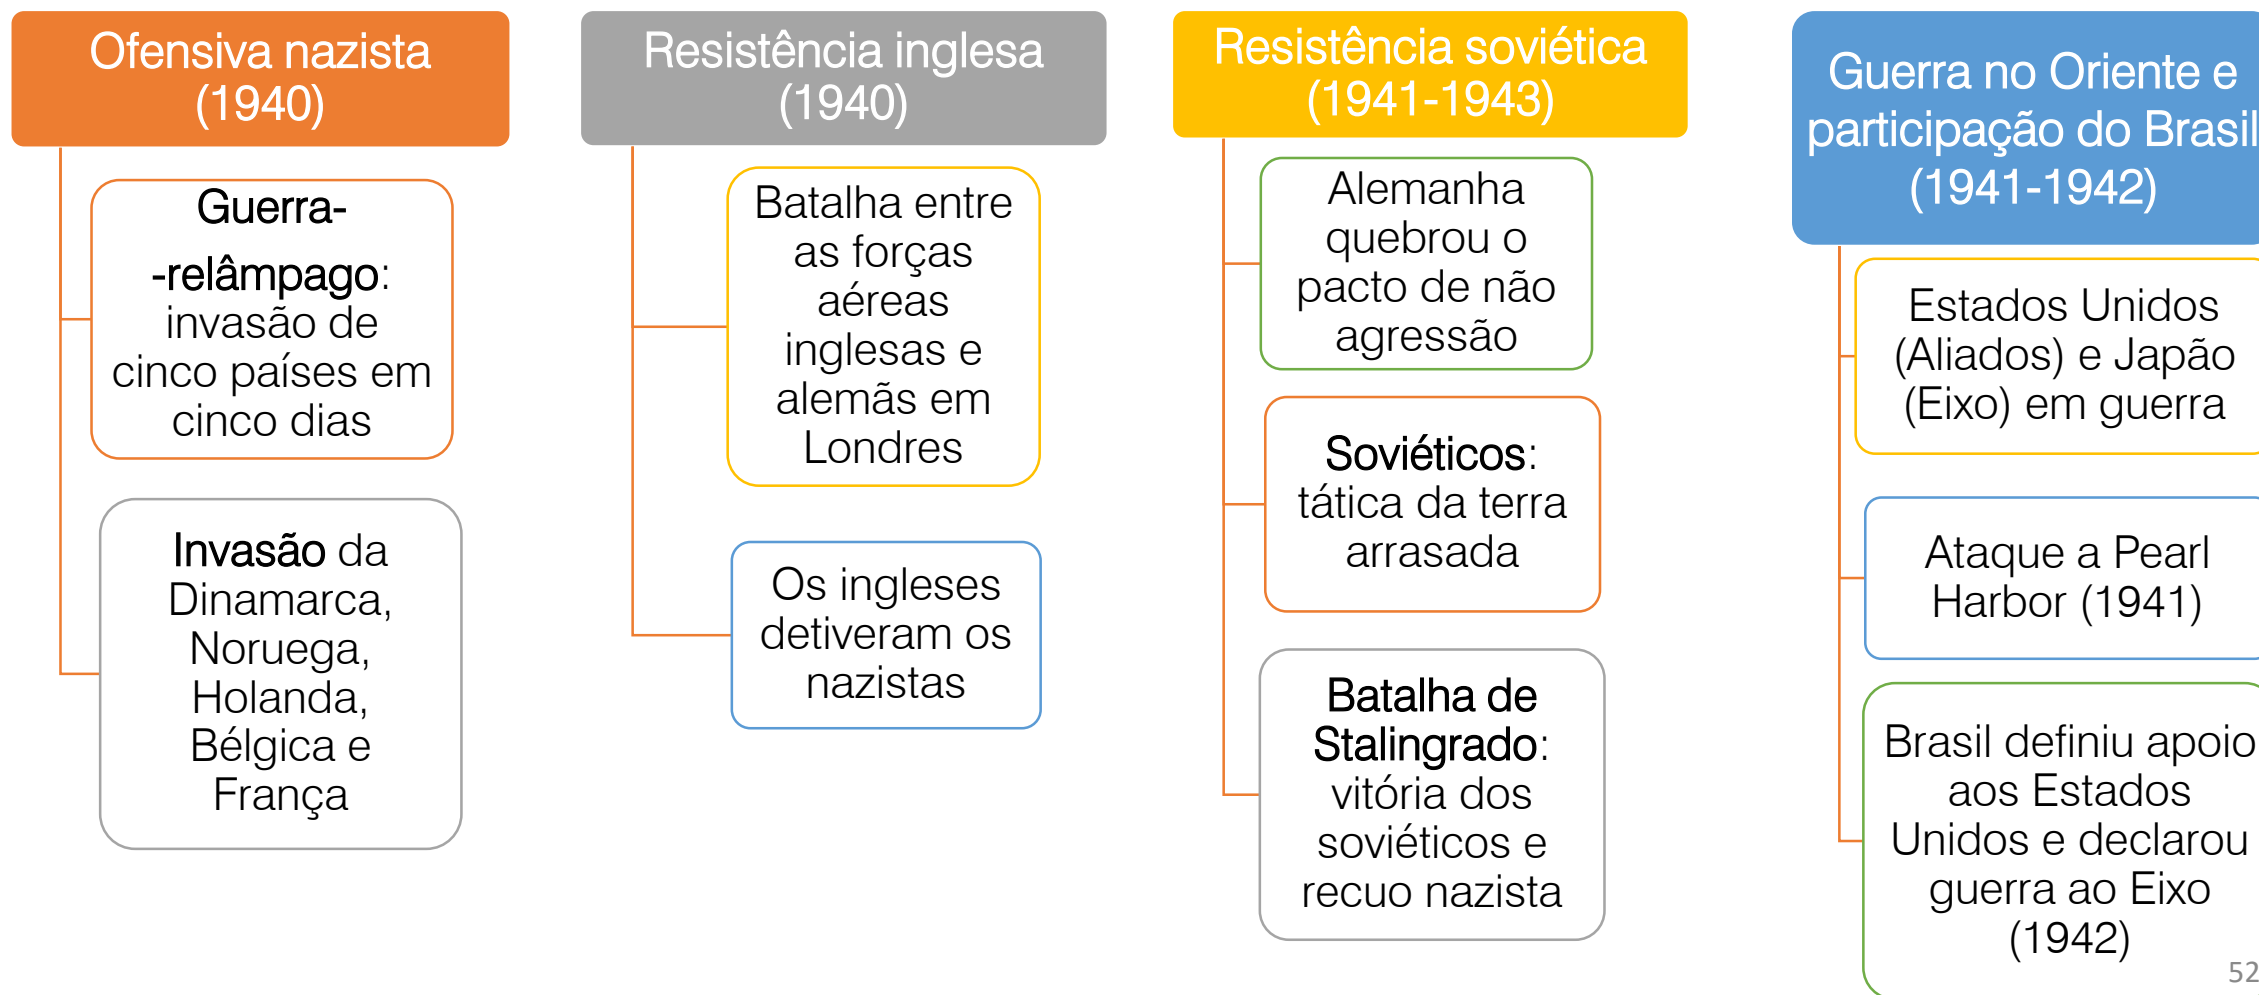 Ofensiva nazista
(1940)
Guerra-
-relâmpago:
invasão de
cinco países em
cinco dias
Invasão da
Dinamarca,
Noruega,
Holanda,
Bélgica e
França
Resistência inglesa
(1940)
Batalha entre
as forças
aéreas
inglesas e
alemãs em
Londres
Os ingleses
detiveram os
nazistas
Resistência soviética
(1941-1943)
Alemanha
quebrou o
pacto de não
agressão
Soviéticos:
tática da terra
arrasada
Batalha de
Stalingrado:
vitória dos
soviéticos e
recuo nazista
Guerra no Oriente e
participação do Brasil
(1941-1942)
Estados Unidos
(Aliados) e Japão
(Eixo) em guerra
Ataque a Pearl
Harbor (1941)
Brasil definiu apoio
aos Estados
Unidos e declarou
guerra ao Eixo
(1942)
52